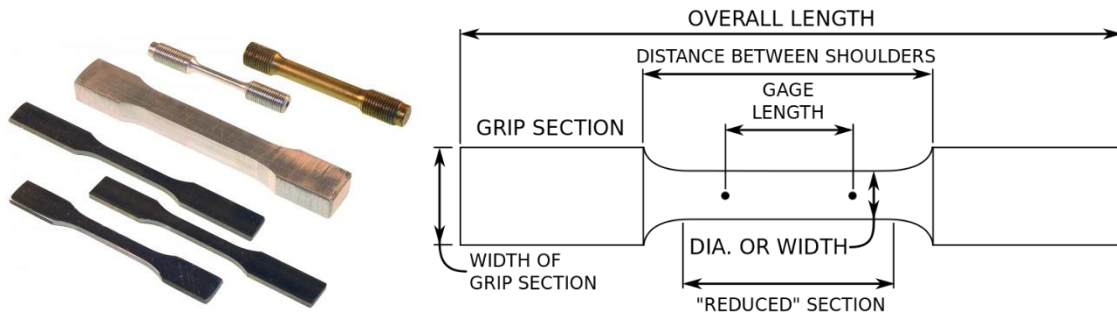 OVERALL LENGTH
DISTANCE BETWEEN SHOULDERS
GAGE
LENGTH
GRIP SECTION
DIA. OR WIDTH
WIDTH OF
GRIP SECTION
"REDUCED" SECTION